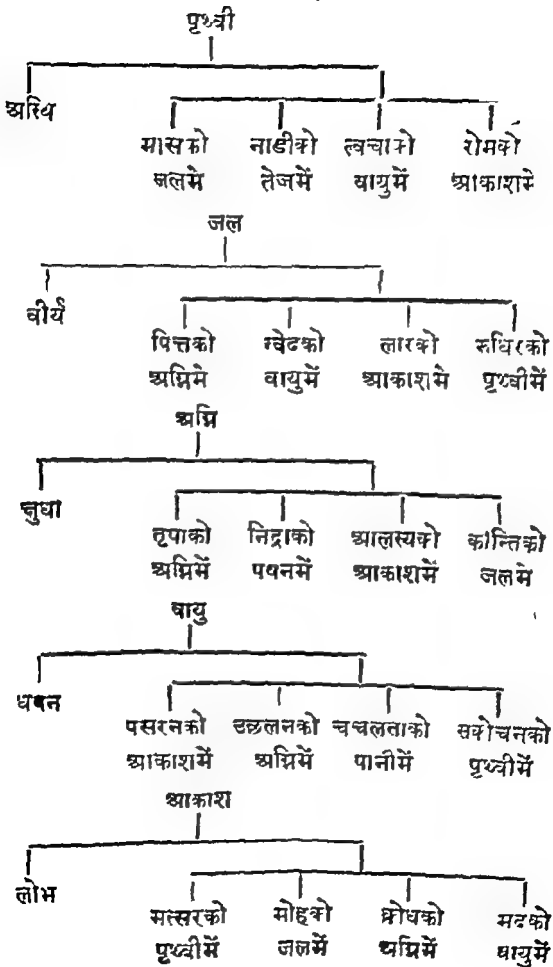 पृथ्वी
अस्थि
मासको नाडीको त्वचाको रोमको
जलमे तेजमें वायुमें आकाशमे
जल
वीर्य
पित्तको स्वेदको लारको रुधिरको
अग्निमे वायुमें आकाशमे पृथ्वीमें
अग्नि
क्षुधा
तृषाको निद्राको आलस्यको कान्तिको
अग्निमें पवनमें आकाशमें जलमे
वायु
धवन
पसरनको उछलनको चचलताको सकोचनको
आकाशमें अग्निमें पानीमें पृथ्वीमें
आकाश
लोभ
मत्सरको मोहको क्रोधको मदको
पृथ्वीमें जलमें अग्निमें वायुमें